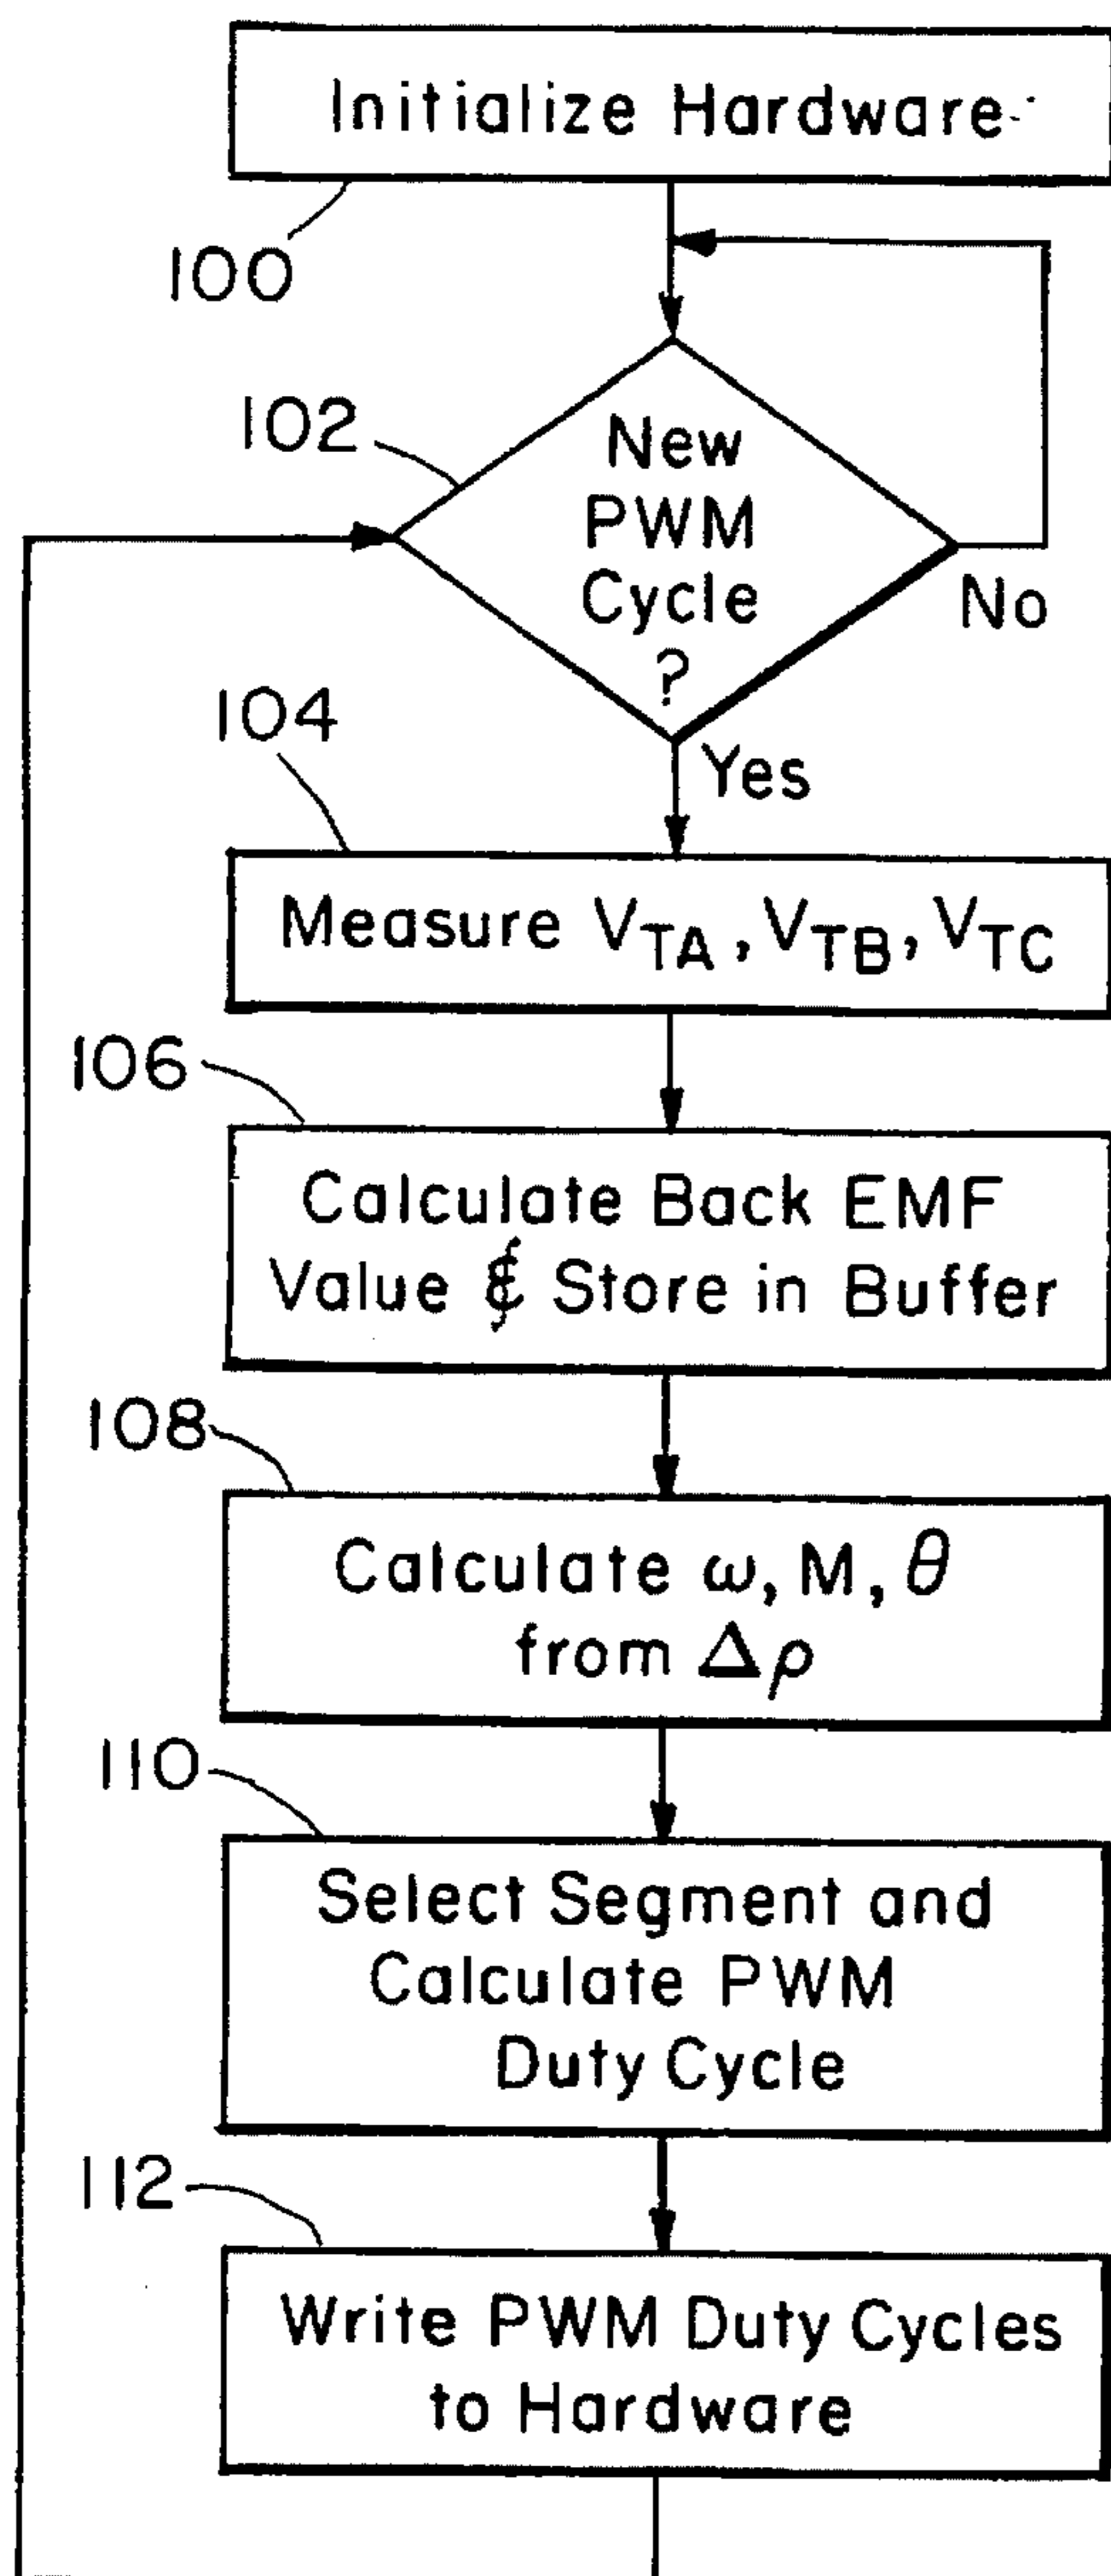 Initialize Hardware
100
102
New
PWM
Cycle
?
No
104
Yes
Measure V_TA, V_TB, V_TC
106
Calculate Back EMF
Value & Store in Buffer
108
Calculate ω, M, θ
from Δρ
110
Select Segment and
Calculate PWM
Duty Cycle
112
Write PWM Duty Cycles
to Hardware